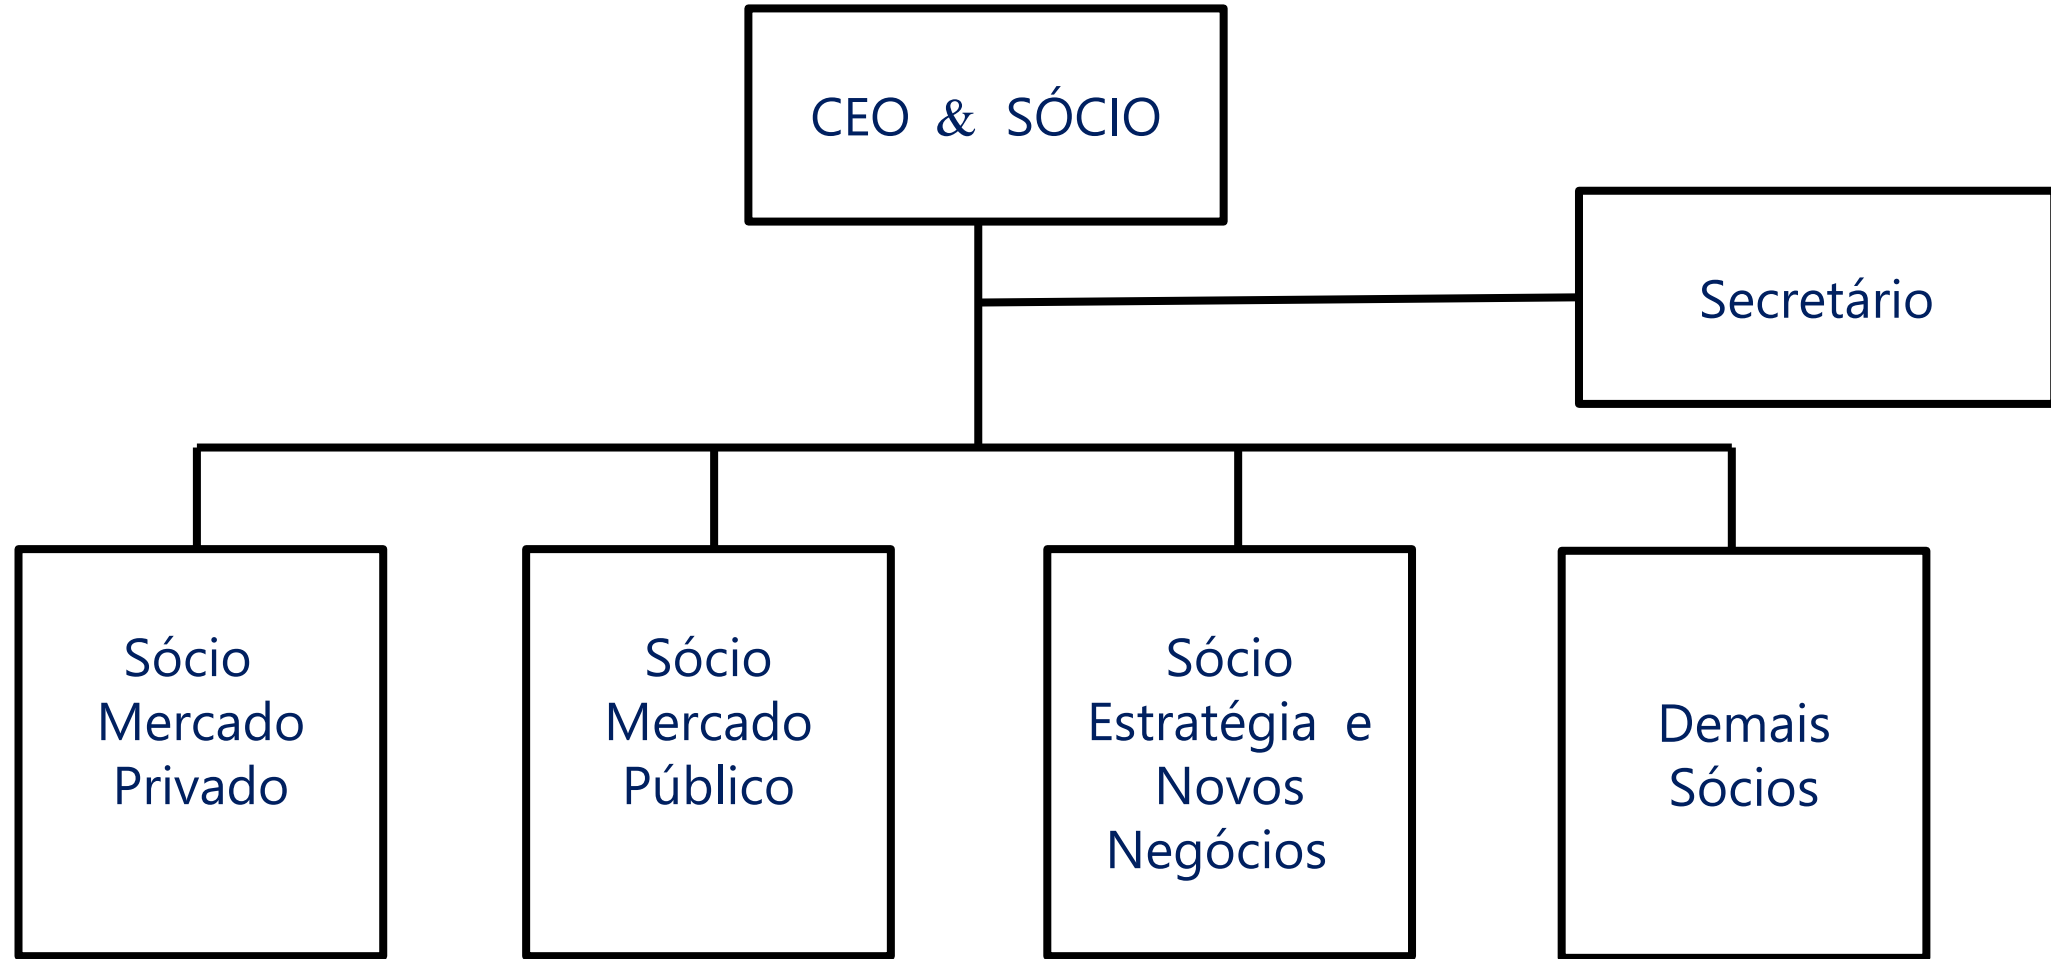 CEO & SÓCIO
Secretário
Sócio
Mercado
Privado
Sócio
Mercado
Público
Sócio
Estratégia e
Novos
Negócios
Demais
Sócios